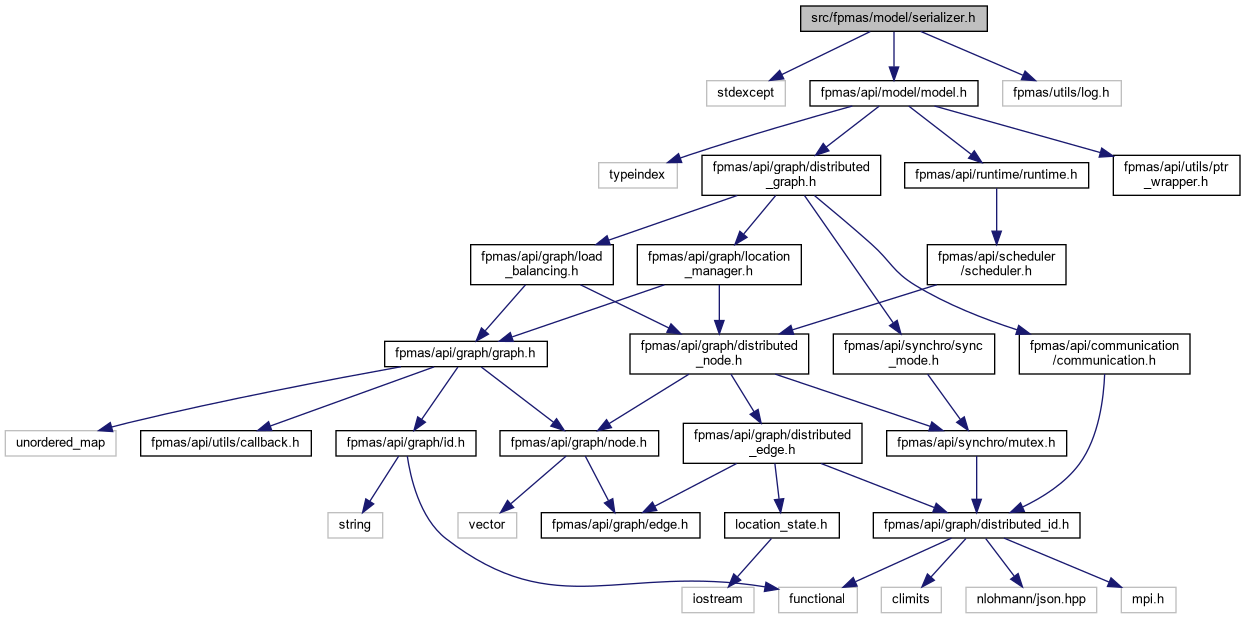 src/fpmas/model/serializer.h
stdexcept
fpmas/api/model/model.h
fpmas/utils/log.h
typeindex
fpmas/api/graph/distributed
_graph.h
fpmas/api/runtime/runtime.h
fpmas/api/utils/ptr
_wrapper.h
fpmas/api/graph/load
_balancing.h
fpmas/api/graph/location
_manager.h
fpmas/api/scheduler
/scheduler.h
fpmas/api/graph/graph.h
fpmas/api/graph/distributed
_node.h
fpmas/api/synchro/sync
_mode.h
fpmas/api/communication
/communication.h
unordered_map
fpmas/api/utils/callback.h
fpmas/api/graph/id.h
fpmas/api/graph/node.h
fpmas/api/graph/distributed
_edge.h
fpmas/api/synchro/mutex.h
string
vector
fpmas/api/graph/edge.h
location_state.h
fpmas/api/graph/distributed_id.h
iostream
functional
climits
nlohmann/json.hpp
mpi.h